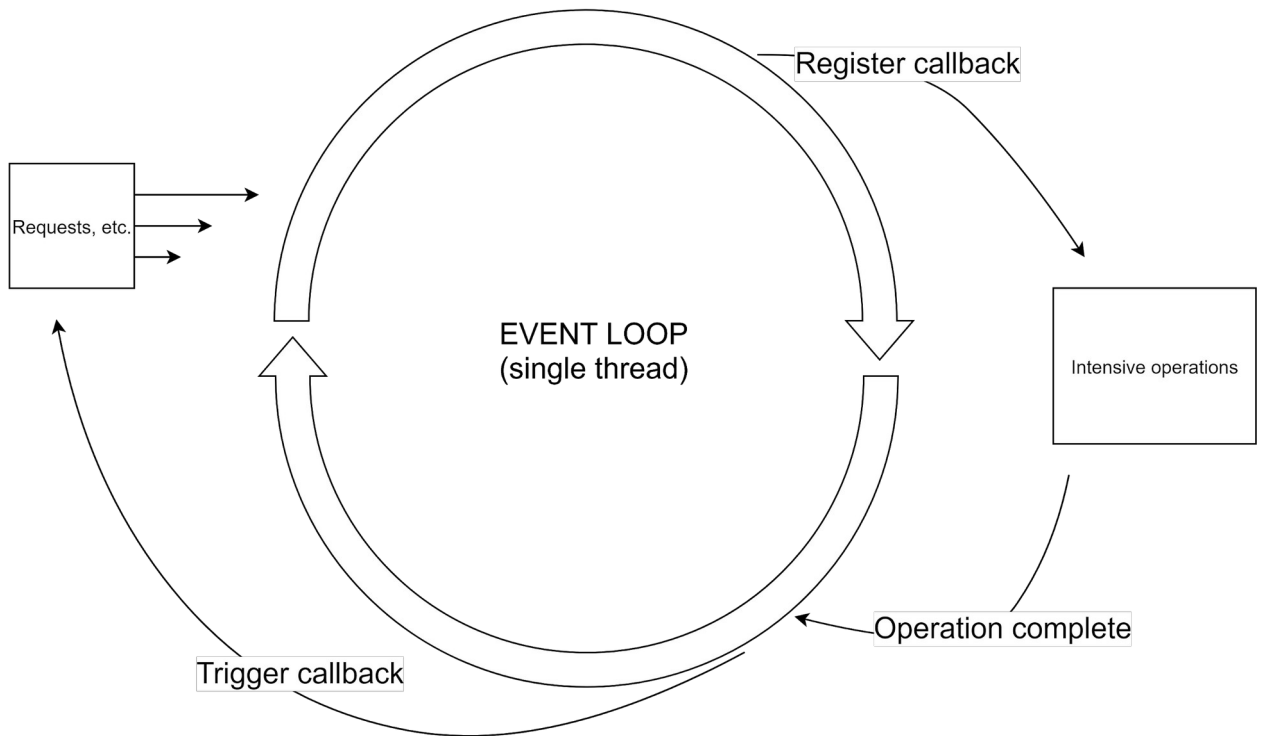 Register callback
Requests, etc.
EVENT LOOP
(single thread)
Intensive operations
Operation complete
Trigger callback